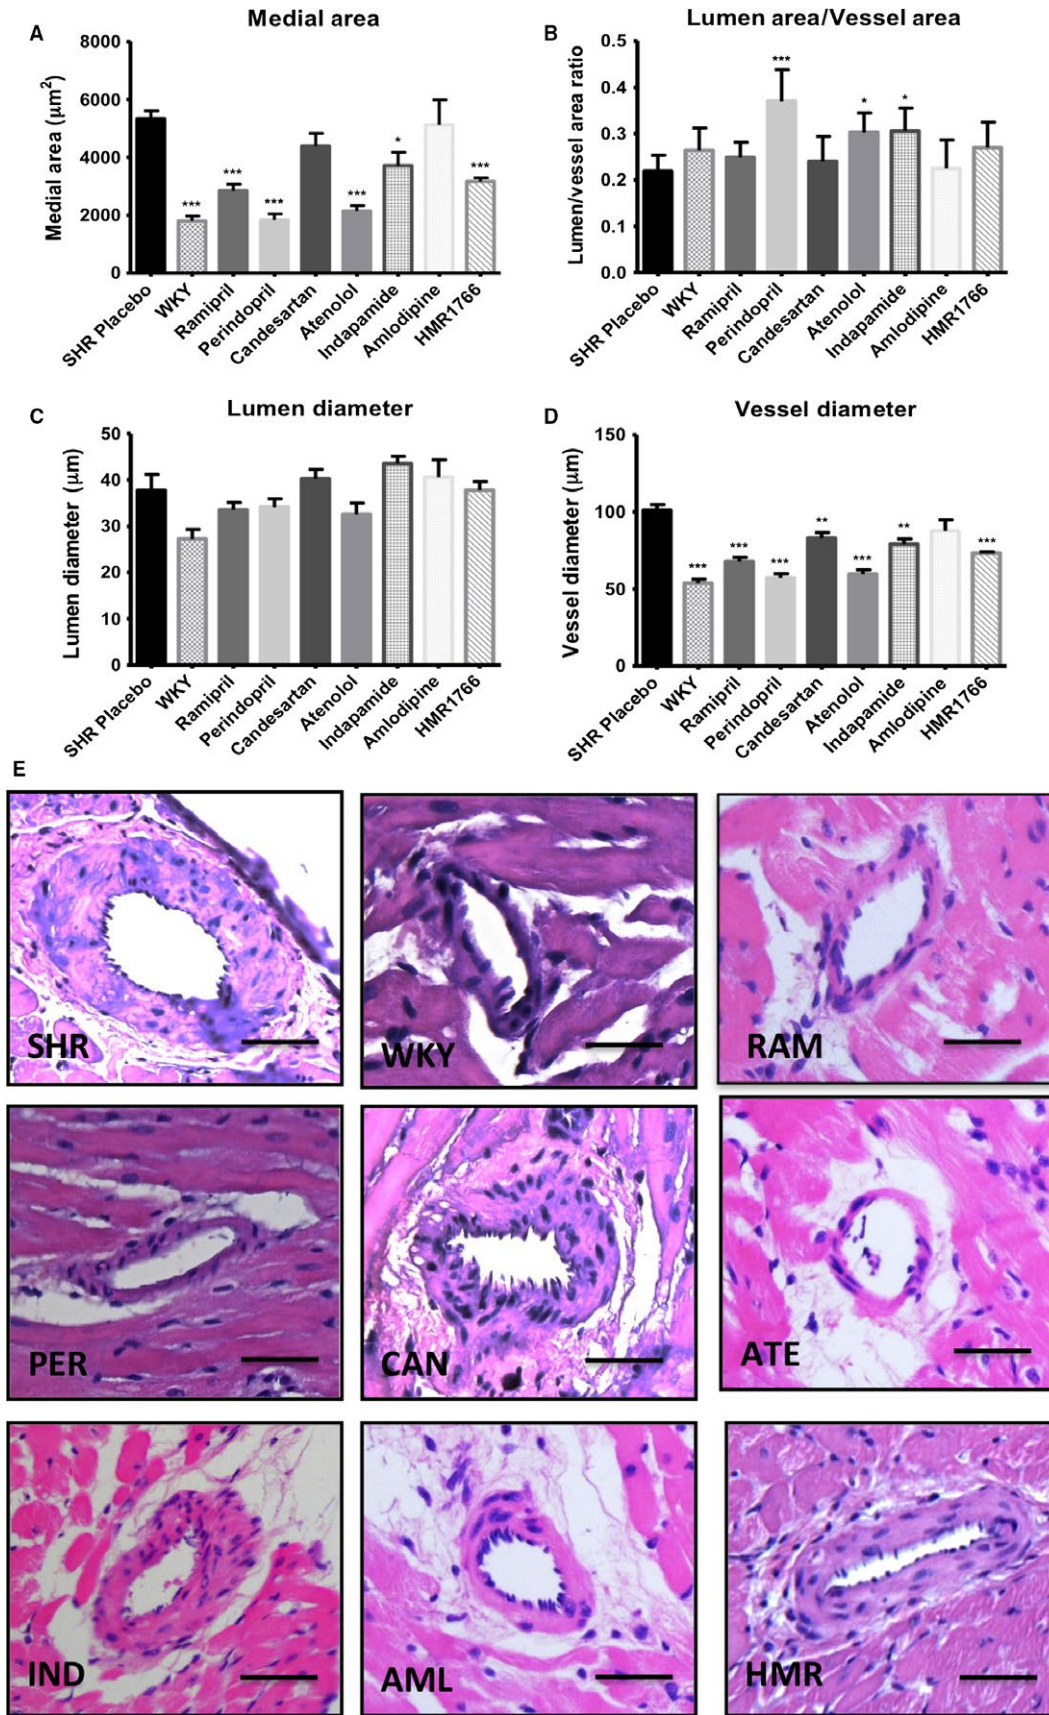 Medial area
A
8000
6000
4000
2000
0
Medial area (μm²)
***
***
***
***
*
***
SHR Placebo
WKY
Ramipril
Perindopril
Candesartan
Atenolol
Indapamide
Amlodipine
HMR1766
Lumen area/Vessel area
B
0.5
0.4
0.3
0.2
0.1
0.0
Lumen/vessel area ratio
***
*
*
SHR Placebo
WKY
Ramipril
Perindopril
Candesartan
Atenolol
Indapamide
Amlodipine
HMR1766
Lumen diameter
C
50
40
30
20
10
0
Lumen diameter (μm)
SHR Placebo
WKY
Ramipril
Perindopril
Candesartan
Atenolol
Indapamide
Amlodipine
HMR1766
Vessel diameter
D
150
100
50
0
Vessel diameter (μm)
***
***
***
**
***
**
***
SHR Placebo
WKY
Ramipril
Perindopril
Candesartan
Atenolol
Indapamide
Amlodipine
HMR1766
E
SHR
WKY
RAM
PER
CAN
ATE
IND
AML
HMR